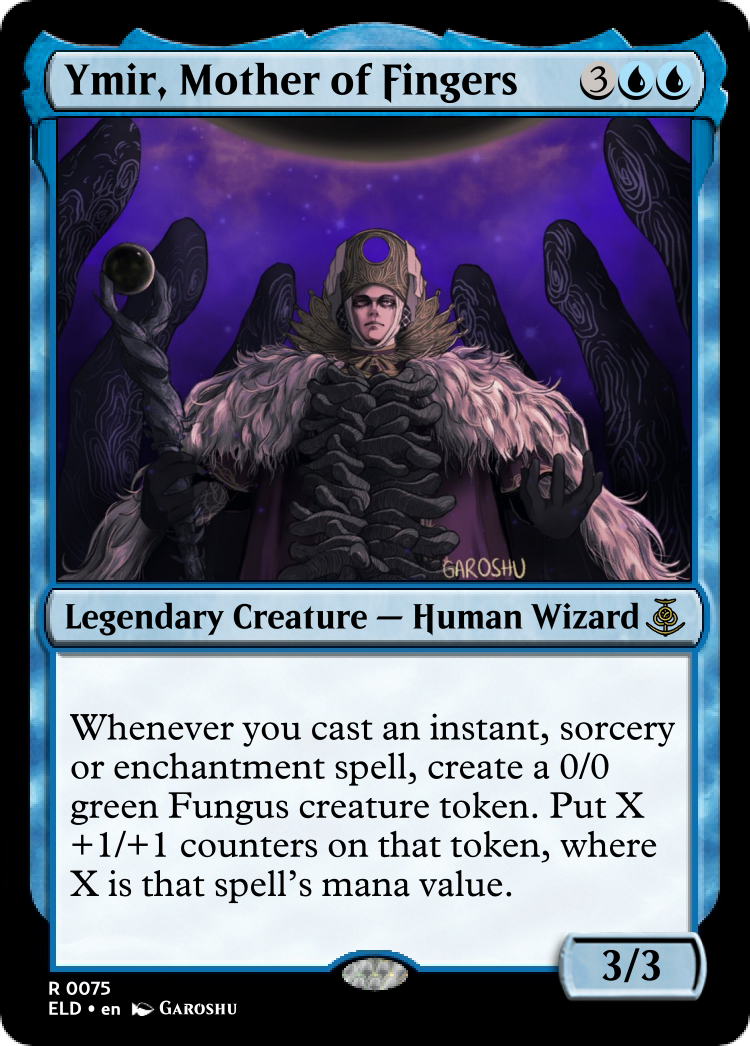 Ymir, Mother of Fingers 3
GAROSHU
Legendary Creature — Human Wizard
Whenever you cast an instant, sorcery
or enchantment spell, create a 0/0
green Fungus creature token. Put X
+1/+1 counters on that token, where
X is that spell's mana value.
3/3
R 0075
ELD • en GAROSHU